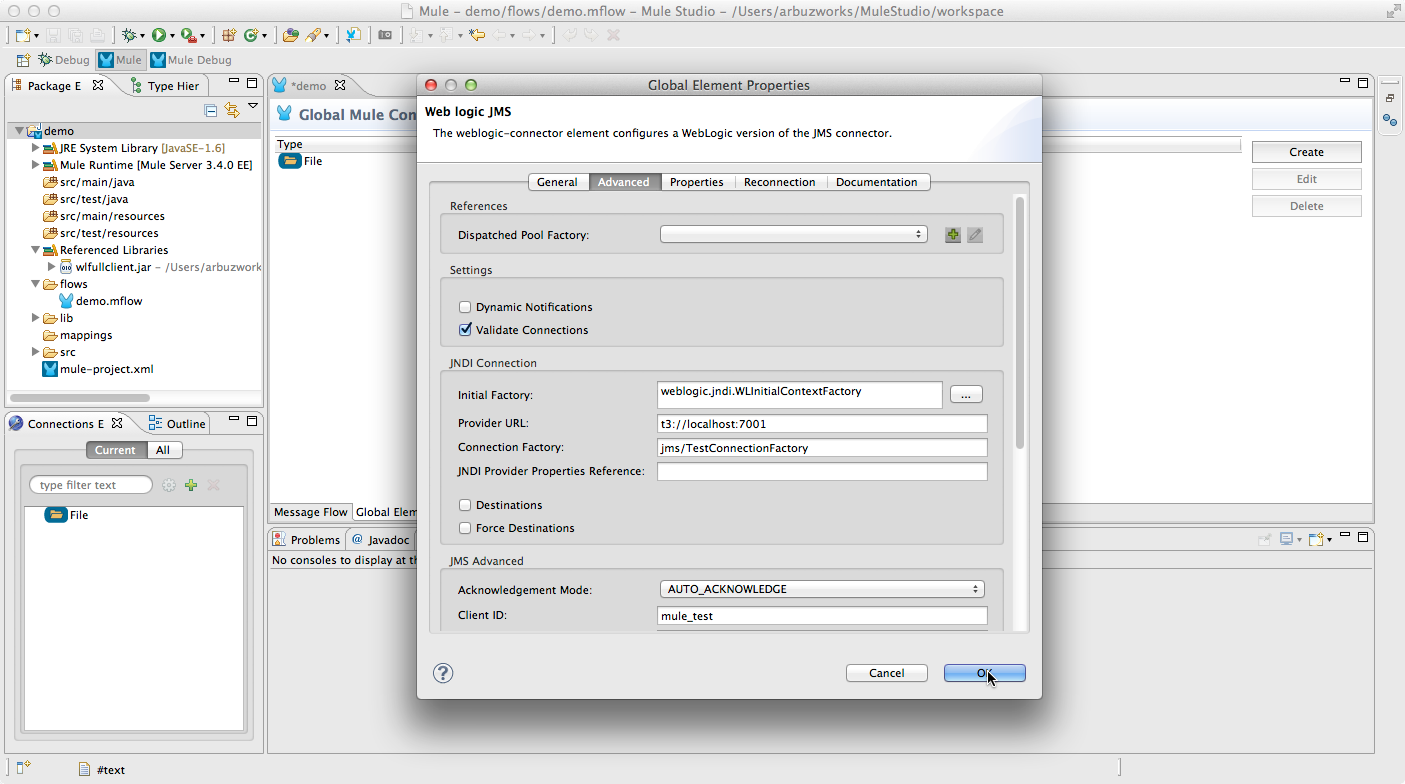 Mule – demo/flows/demo.mflow – Mule Studio – /Users/arbuzworks/MuleStudio/workspace
Debug Mule Mule Debug
Package E Type Hier
demo
JRE System Library [JavaSE-1.6]
Mule Runtime [Mule Server 3.4.0 EE]
src/main/java
src/test/java
src/main/resources
src/test/resources
Referenced Libraries
wlfullclient.jar – /Users/arbuzwork
flows
demo.mflow
lib
mappings
src
mule-project.xml
Connections E Outline
Current All
type filter text
File
*demo
Global Mule Con
Type
File
Create
Edit
Delete
Message Flow Global Elem
Problems @ Javadoc
No consoles to display at th
Global Element Properties
Web logic JMS
The weblogic-connector element configures a WebLogic version of the JMS connector.
General Advanced Properties Reconnection Documentation
References
Dispatched Pool Factory:
Settings
Dynamic Notifications
Validate Connections
JNDI Connection
Initial Factory: weblogic.jndi.WLInitialContextFactory ...
Provider URL: t3://localhost:7001
Connection Factory: jms/TestConnectionFactory
JNDI Provider Properties Reference:
Destinations
Force Destinations
JMS Advanced
Acknowledgement Mode: AUTO_ACKNOWLEDGE
Client ID: mule_test
? Cancel OK
#text